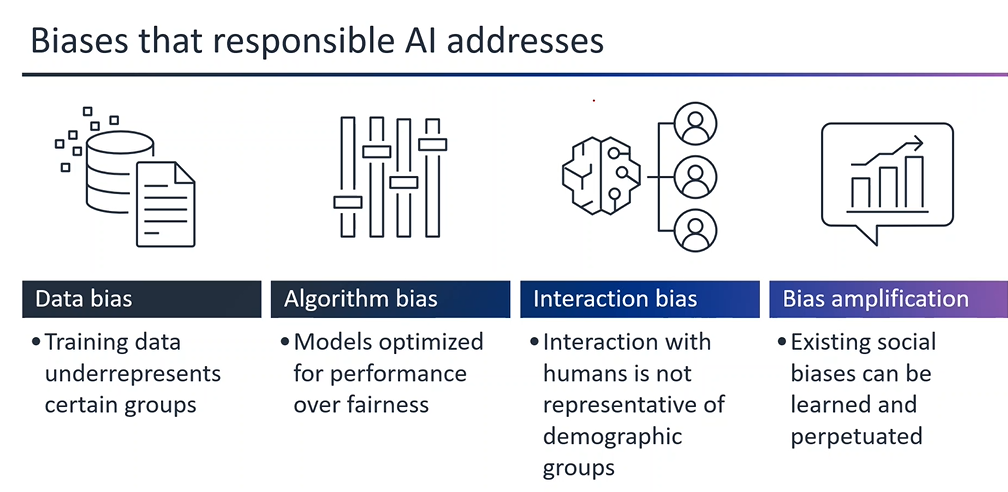 Biases that responsible AI addresses
Data bias
•Training data
underrepresents
certain groups
Algorithm bias
•Models optimized
for performance
over fairness
Interaction bias
•Interaction with
humans is not
representative of
demographic
groups
Bias amplification
•Existing social
biases can be
learned and
perpetuated